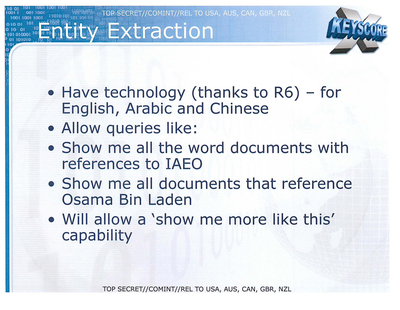 TOP SECRET//COMINT//REL TO USA, AUS, CAN, GBR, NZL
Entity Extraction
X KEYSCORE
• Have technology (thanks to R6) – for
English, Arabic and Chinese
• Allow queries like:
• Show me all the word documents with
references to IAEO
• Show me all documents that reference
Osama Bin Laden
• Will allow a ‘show me more like this’
capability
TOP SECRET//COMINT//REL TO USA, AUS, CAN, GBR, NZL